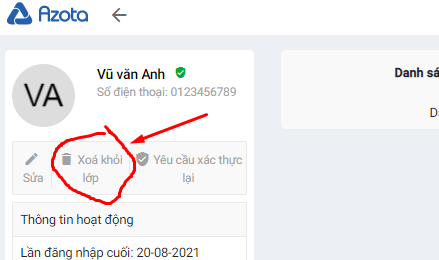 Azota
Danh sá
Vũ văn Anh
Số điện thoại: 0123456789
VA
D
Xoá khỏi
Yêu cầu xác thực
Sửa
lớp
lại
Thông tin hoạt động
Lần đăng nhập cuối: 20-08-2021